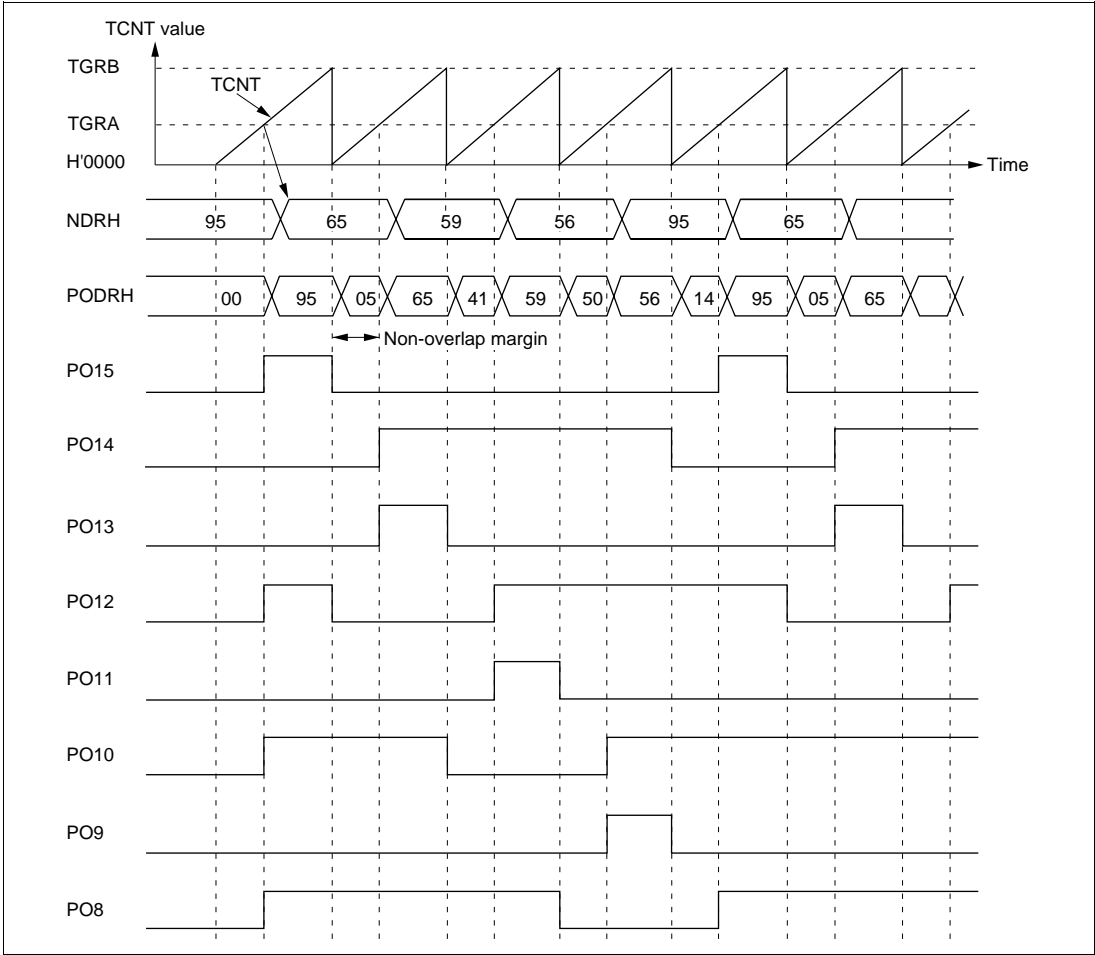 TCNT value
TGRB
TCNT
TGRA
H'0000
Time
NDRH 95 65 59 56 95 65
PODRH 00 95 05 65 41 59 50 56 14 95 05 65
Non-overlap margin
PO15
PO14
PO13
PO12
PO11
PO10
PO9
PO8